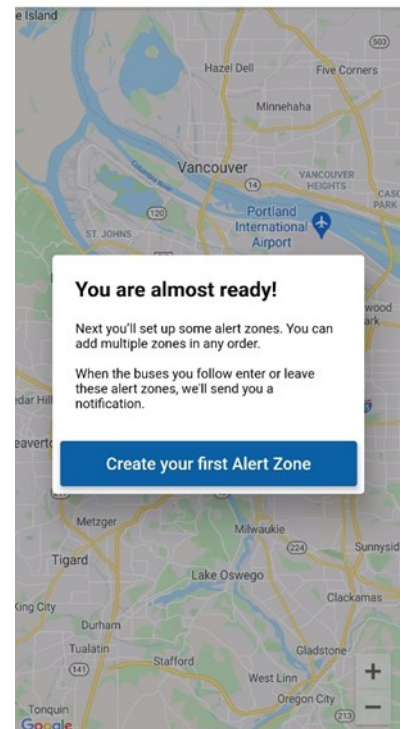 e Island
503
Hazel Dell
Five Corners
Minnehaha
Vancouver
14
VANCOUVER
HEIGHTS
CASC
PARK
120
Portland
International
Airport
ST. JOHNS
You are almost ready!
wood
ark
Next you'll set up some alert zones. You can
add multiple zones in any order.
When the buses you follow enter or leave
these alert zones, we'll send you a
notification.
edar Hill
eaverto
Create your first Alert Zone
Metzger
Milwaukie
224
Sunnysid
Tigard
Lake Oswego
Clackamas
King City
Durham
Tualatin
Gladstone
141
Stafford
West Linn
+
Oregon City
Tonquin
213
−
Google